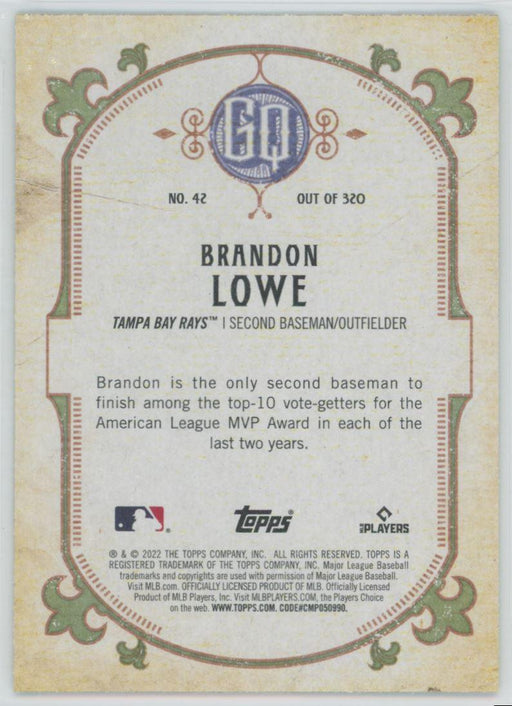 GQ
NO. 42 OUT OF 320
BRANDON
LOWE
TAMPA BAY RAYS™ | SECOND BASEMAN/OUTFIELDER
Brandon is the only second baseman to
finish among the top-10 vote-getters for the
American League MVP Award in each of the
last two years.
Topps®
MLB PLAYERS
® & © 2022 THE TOPPS COMPANY, INC. ALL RIGHTS RESERVED. TOPPS IS A
REGISTERED TRADEMARK OF THE TOPPS COMPANY, INC. Major League Baseball
trademarks and copyrights are used with permission of Major League Baseball.
Visit MLB.com. OFFICIALLY LICENSED PRODUCT OF MLB. Officially Licensed
Product of MLB Players, Inc. Visit MLBPLAYERS.COM, the Players Choice
on the web. WWW.TOPPS.COM. CODE#CMP050990.